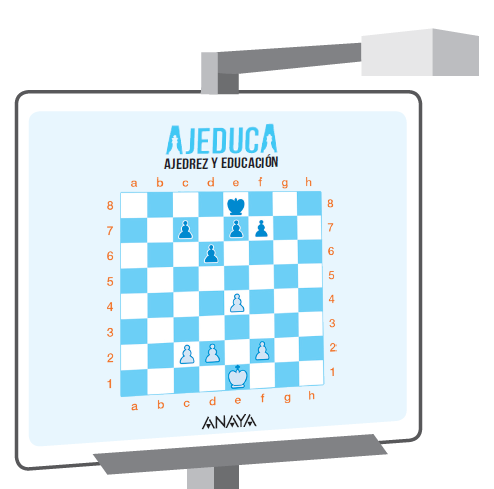 AJEDUCA
AJEDREZ Y EDUCACIÓN
a b c d e f g h
8 8
7 7
6 6
5 5
4 4
3 3
2 2
1 1
a b c d e f g h
ANAYA